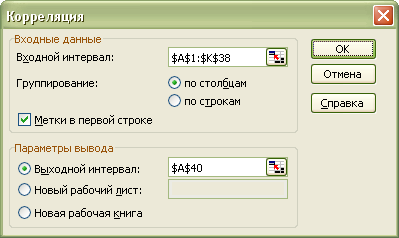 Корреляция
Входные данные
Входной интервал: $A$1:$K$38
Группирование: по столбцам
по строкам
Метки в первой строке
Параметры вывода
Выходной интервал: $A$40
Новый рабочий лист:
Новая рабочая книга
OK
Отмена
Справка